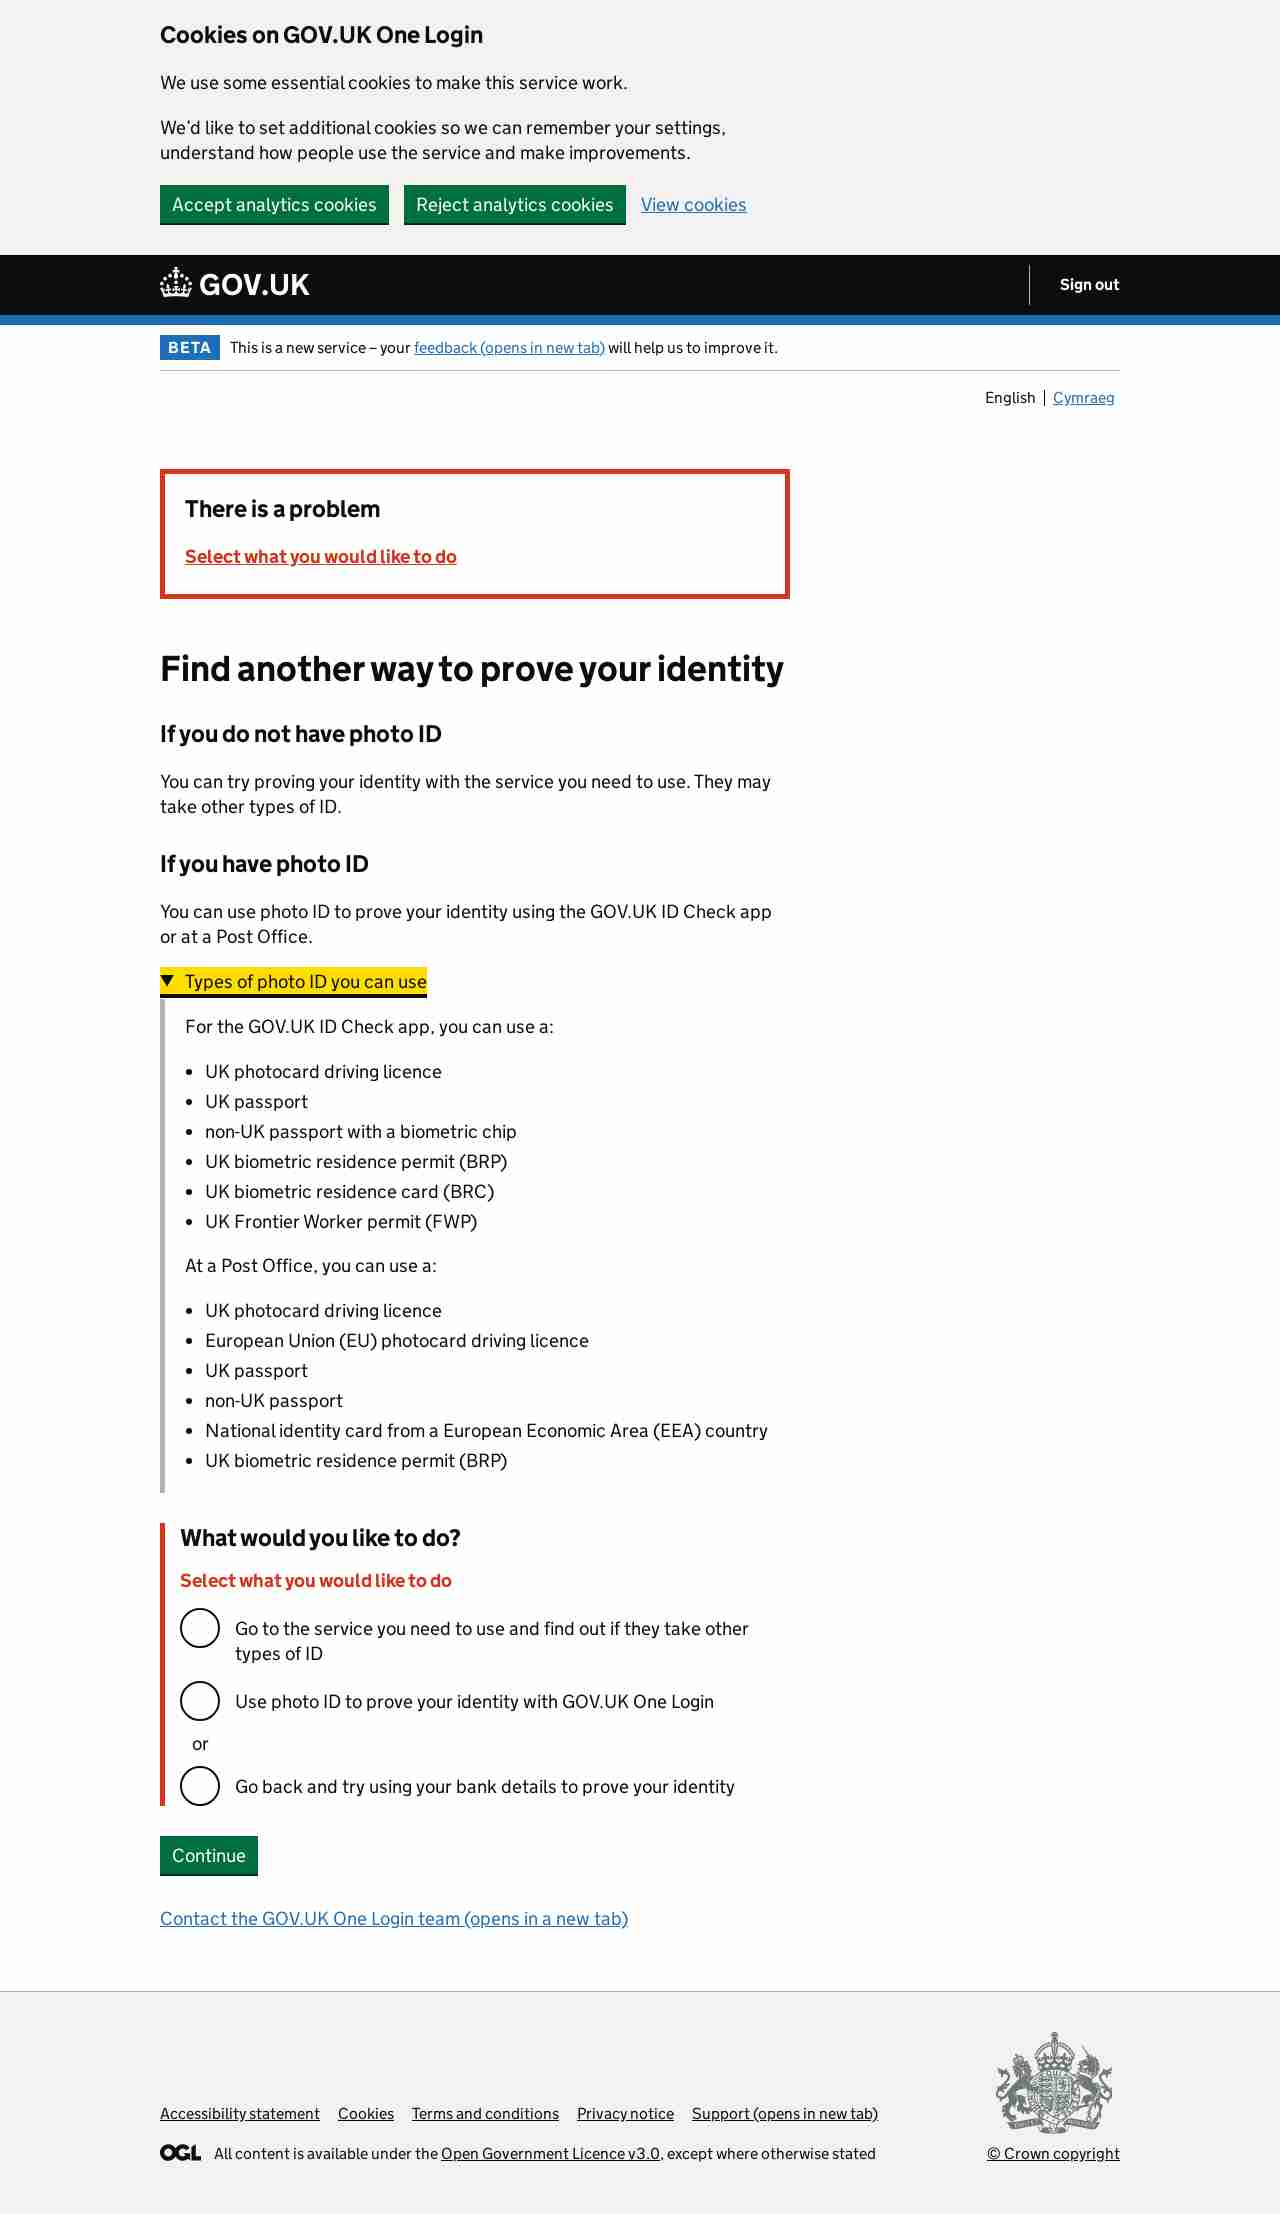 Cookies on GOV.UK One Login
We use some essential cookies to make this service work.
We’d like to set additional cookies so we can remember your settings,
understand how people use the service and make improvements.
Accept analytics cookies Reject analytics cookies View cookies
GOV.UK Sign out
BETA This is a new service – your feedback (opens in new tab) will help us to improve it.
English Cymraeg
There is a problem
Select what you would like to do
Find another way to prove your identity
If you do not have photo ID
You can try proving your identity with the service you need to use. They may
take other types of ID.
If you have photo ID
You can use photo ID to prove your identity using the GOV.UK ID Check app
or at a Post Office.
Types of photo ID you can use
For the GOV.UK ID Check app, you can use a:
• UK photocard driving licence
• UK passport
• non-UK passport with a biometric chip
• UK biometric residence permit (BRP)
• UK biometric residence card (BRC)
• UK Frontier Worker permit (FWP)
At a Post Office, you can use a:
• UK photocard driving licence
• European Union (EU) photocard driving licence
• UK passport
• non-UK passport
• National identity card from a European Economic Area (EEA) country
• UK biometric residence permit (BRP)
What would you like to do?
Select what you would like to do
Go to the service you need to use and find out if they take other
types of ID
Use photo ID to prove your identity with GOV.UK One Login
or
Go back and try using your bank details to prove your identity
Continue
Contact the GOV.UK One Login team (opens in a new tab)
Accessibility statement Cookies Terms and conditions Privacy notice Support (opens in new tab)
OGL All content is available under the Open Government Licence v3.0, except where otherwise stated
© Crown copyright